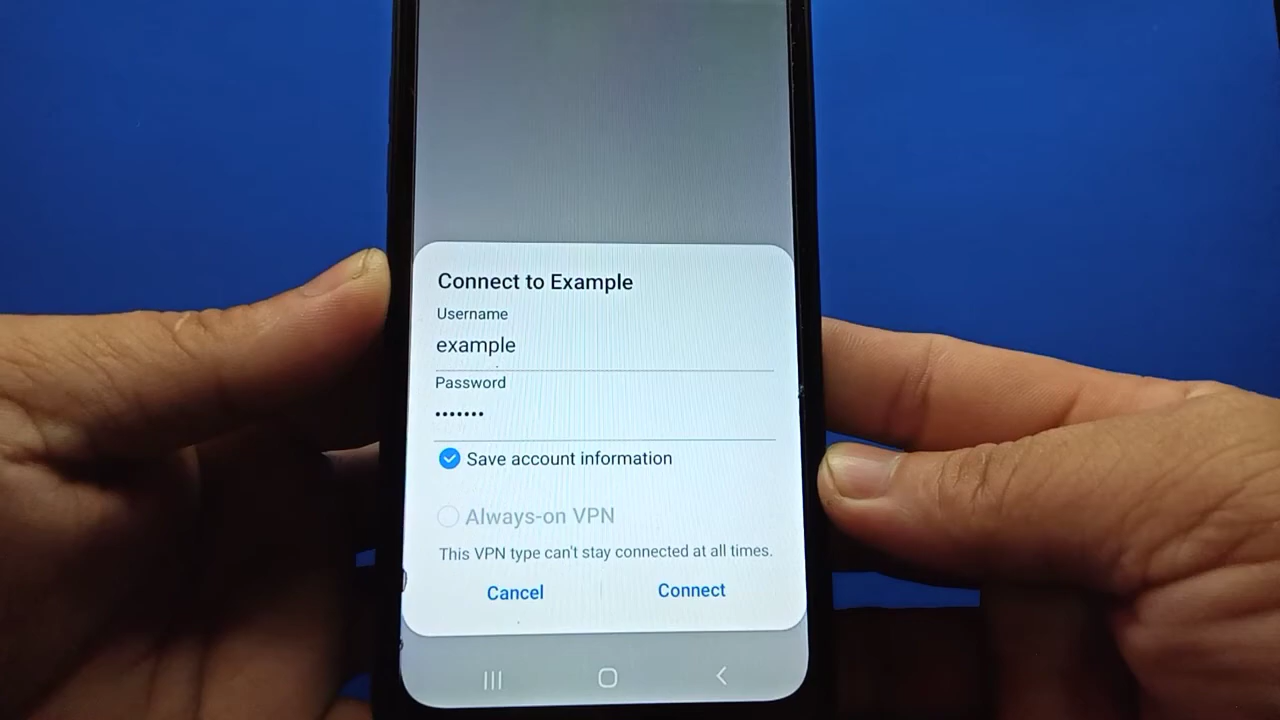 Connect to Example
Username
example
Password
•••••••
Save account information
Always-on VPN
This VPN type can't stay connected at all times.
Cancel
Connect